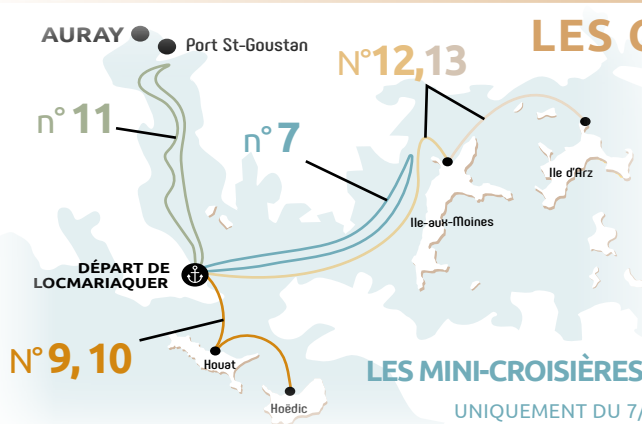 LES
AURAY
Port St-Goustan
N°12,13
n°11
n°7
Ile d'Arz
Ile-aux-Moines
DÉPART DE
LOCMARIAQUER
N°9, 10
Houat
LES MINI-CROISIÈRES
Hoëdic
UNIQUEMENT DU 7/